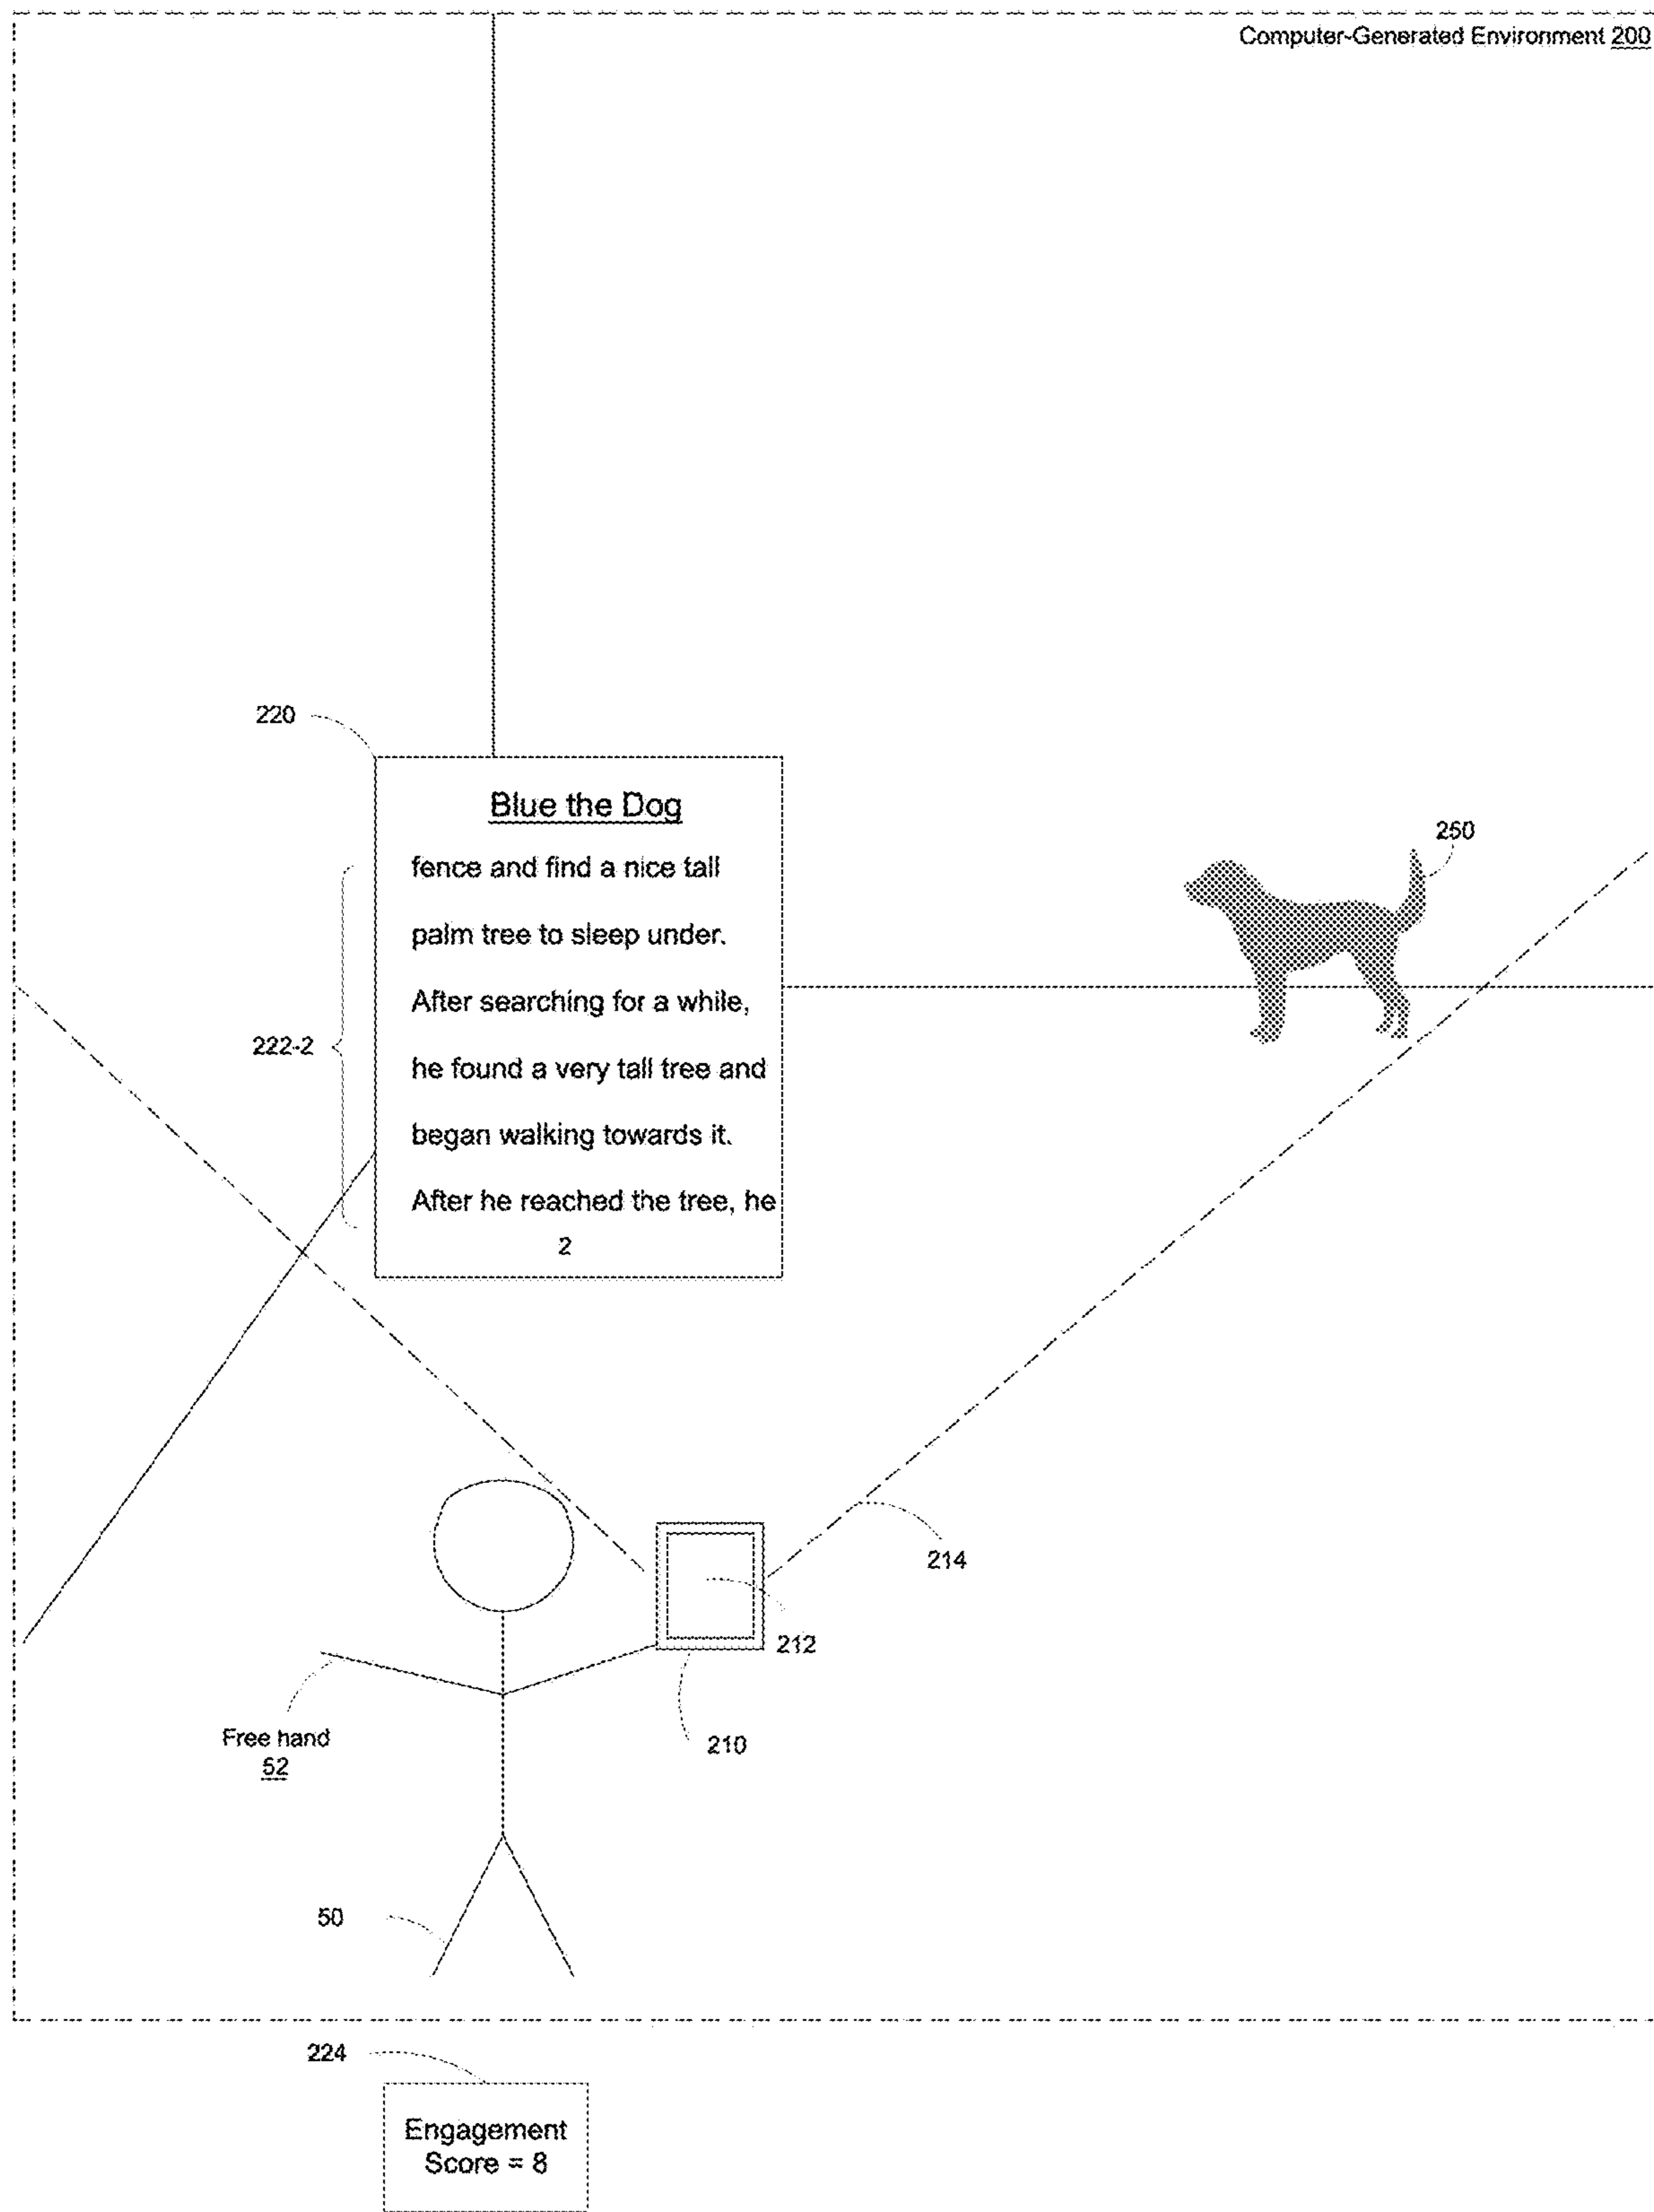 Computer-Generated Environment 200
220
Blue the Dog
fence and find a nice tall
palm tree to sleep under.
After searching for a while,
he found a very tall tree and
began walking towards it.
After he reached the tree, he
2
222-2
250
214
212
210
Free hand
52
50
224
Engagement
Score = 8